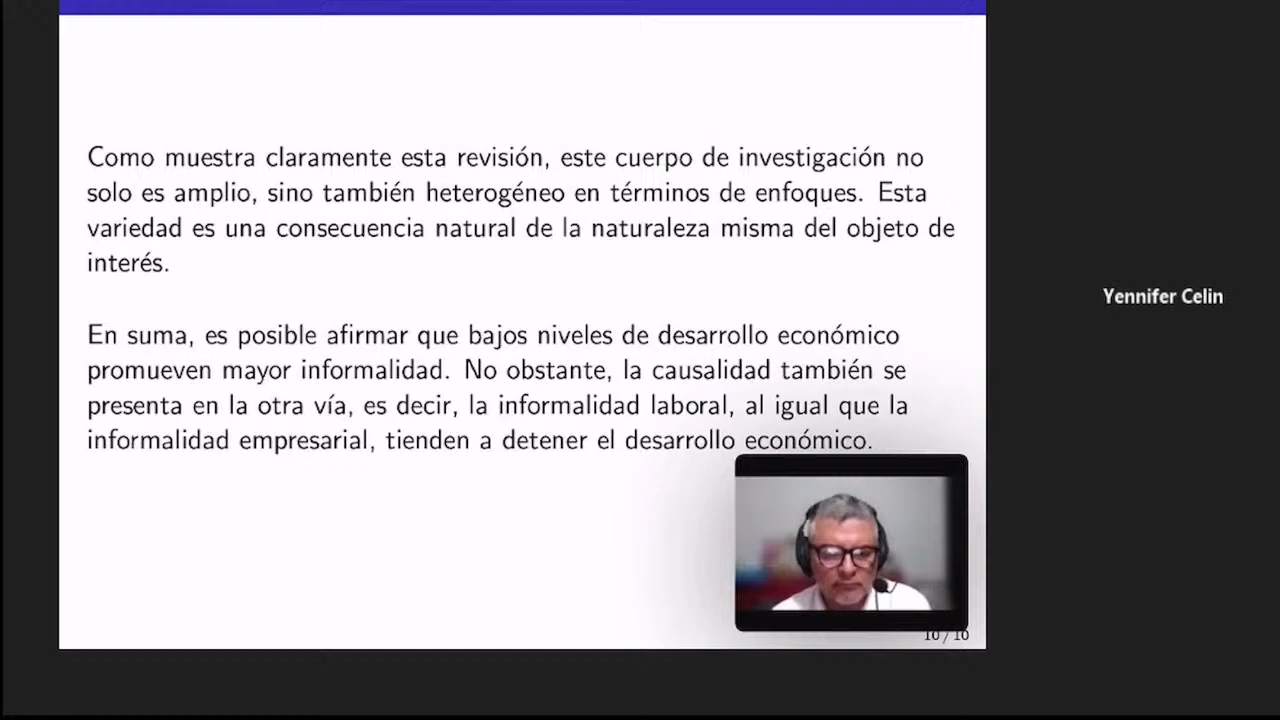 Como muestra claramente esta revisión, este cuerpo de investigación no
solo es amplio, sino también heterogéneo en términos de enfoques. Esta
variedad es una consecuencia natural de la naturaleza misma del objeto de
interés.
En suma, es posible afirmar que bajos niveles de desarrollo económico
promueven mayor informalidad. No obstante, la causalidad también se
presenta en la otra vía, es decir, la informalidad laboral, al igual que la
informalidad empresarial, tienden a detener el desarrollo económico.
10 / 10
Yennifer Celin